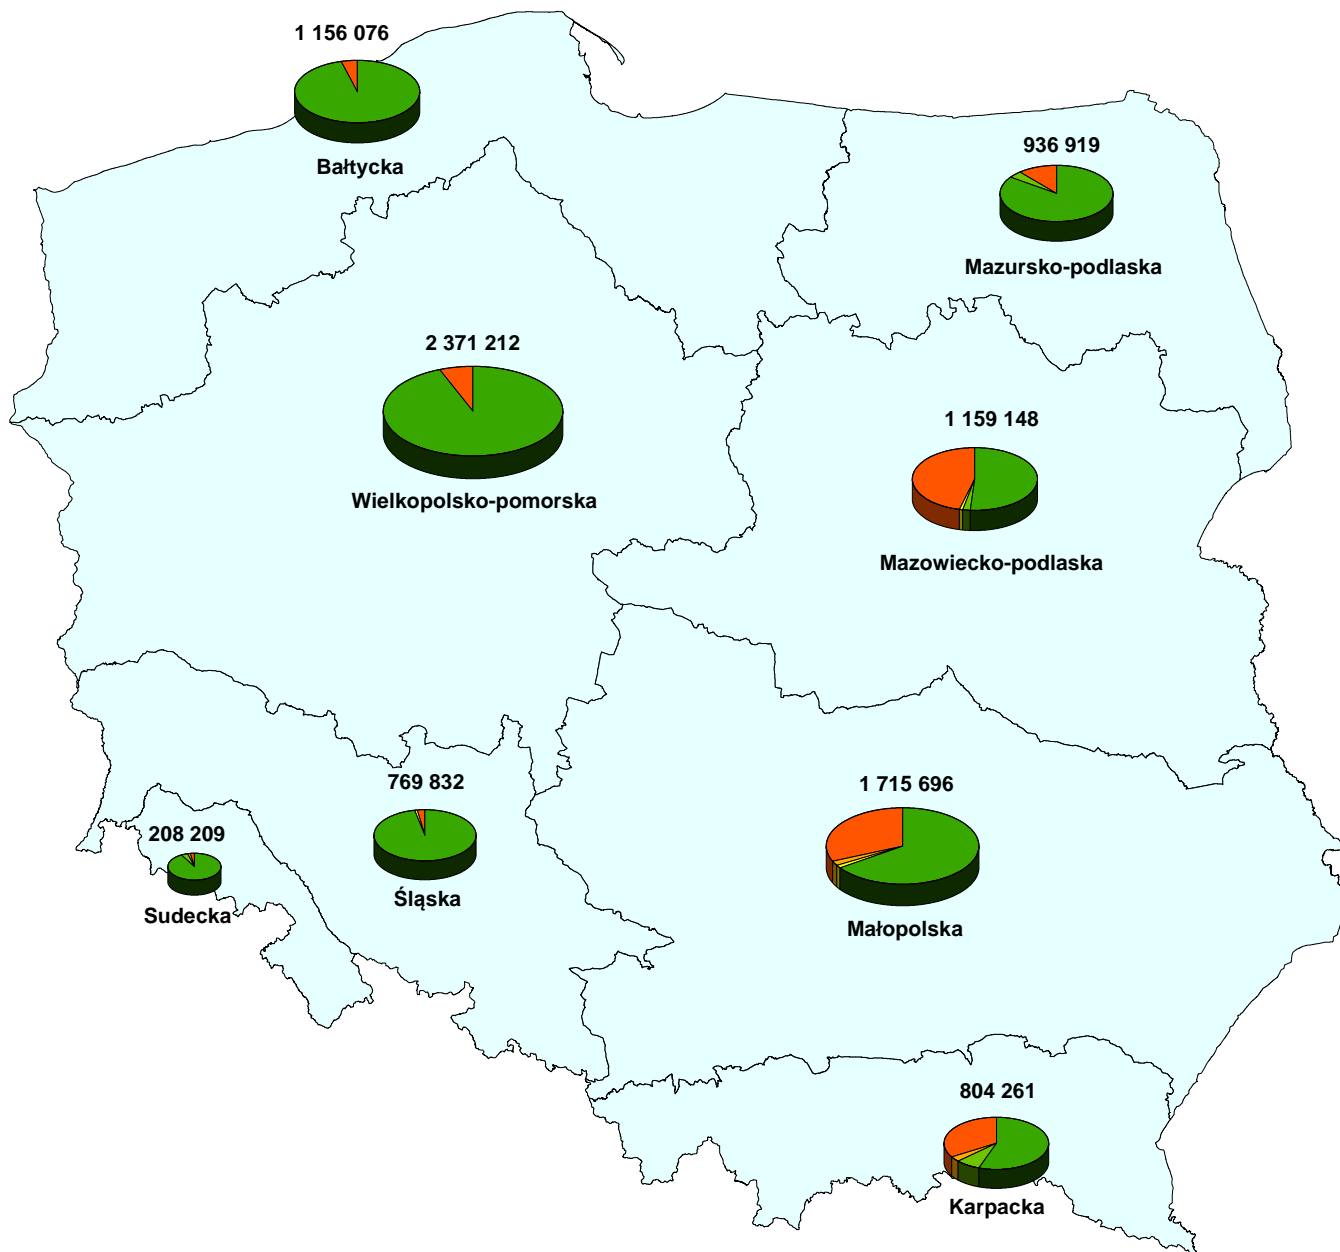 1 156 076
Bałtycka
936 919
Mazursko-podlaska
2 371 212
Wielkopolsko-pomorska
1 159 148
Mazowiecko-podlaska
769 832
Śląska
208 209
Sudecka
1 715 696
Małopolska
804 261
Karpacka